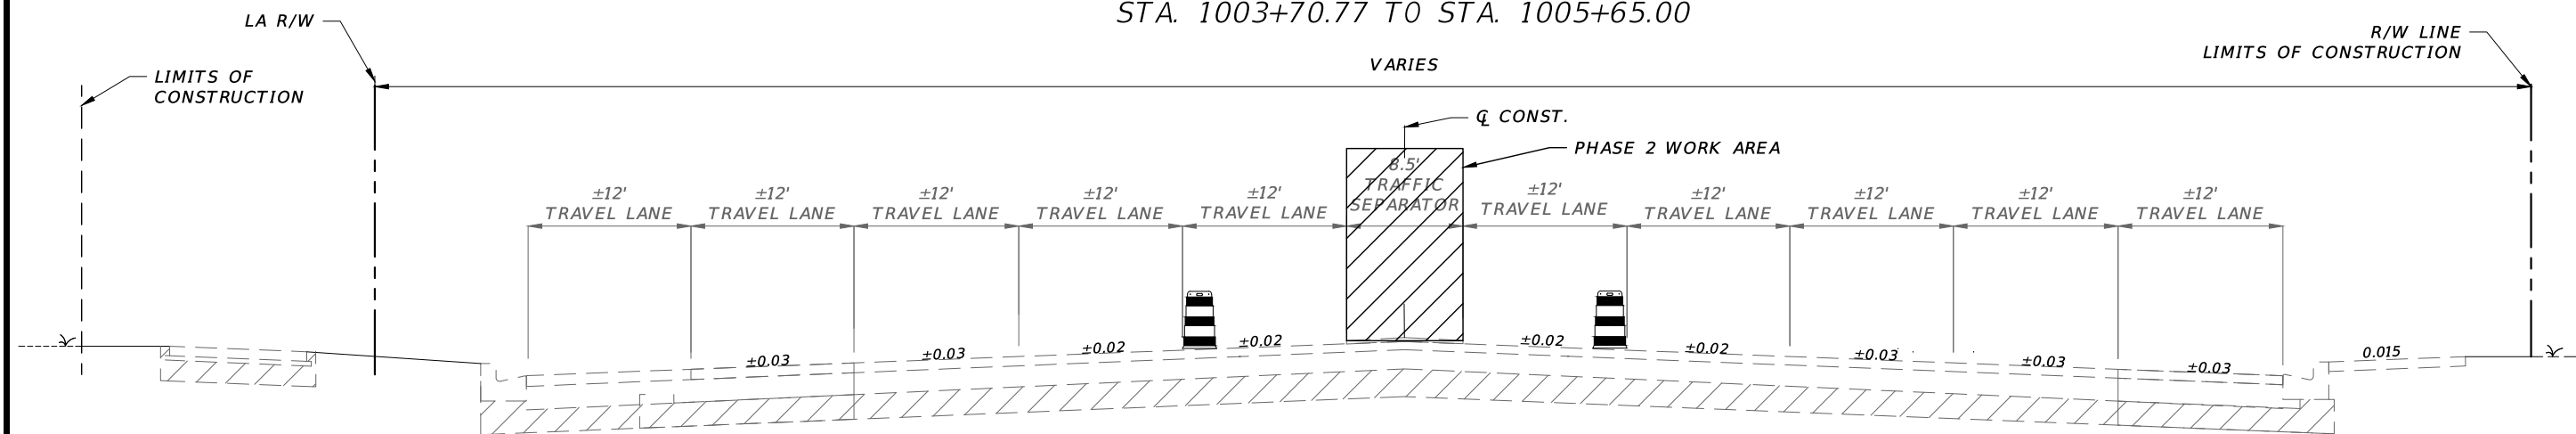 STA. 1003+70.77 TO STA. 1005+65.00
LA R/W
R/W LINE
LIMITS OF CONSTRUCTION
VARIES
LIMITS OF
CONSTRUCTION
℄ CONST.
PHASE 2 WORK AREA
8.5'
TRAFFIC
SEPARATOR
±12'
TRAVEL LANE
±12'
TRAVEL LANE
±12'
TRAVEL LANE
±12'
TRAVEL LANE
±12'
TRAVEL LANE
±12'
TRAVEL LANE
±12'
TRAVEL LANE
±12'
TRAVEL LANE
±12'
TRAVEL LANE
±12'
TRAVEL LANE
±0.03
±0.03
±0.02
±0.02
±0.02
±0.02
±0.03
±0.03
±0.03
0.015